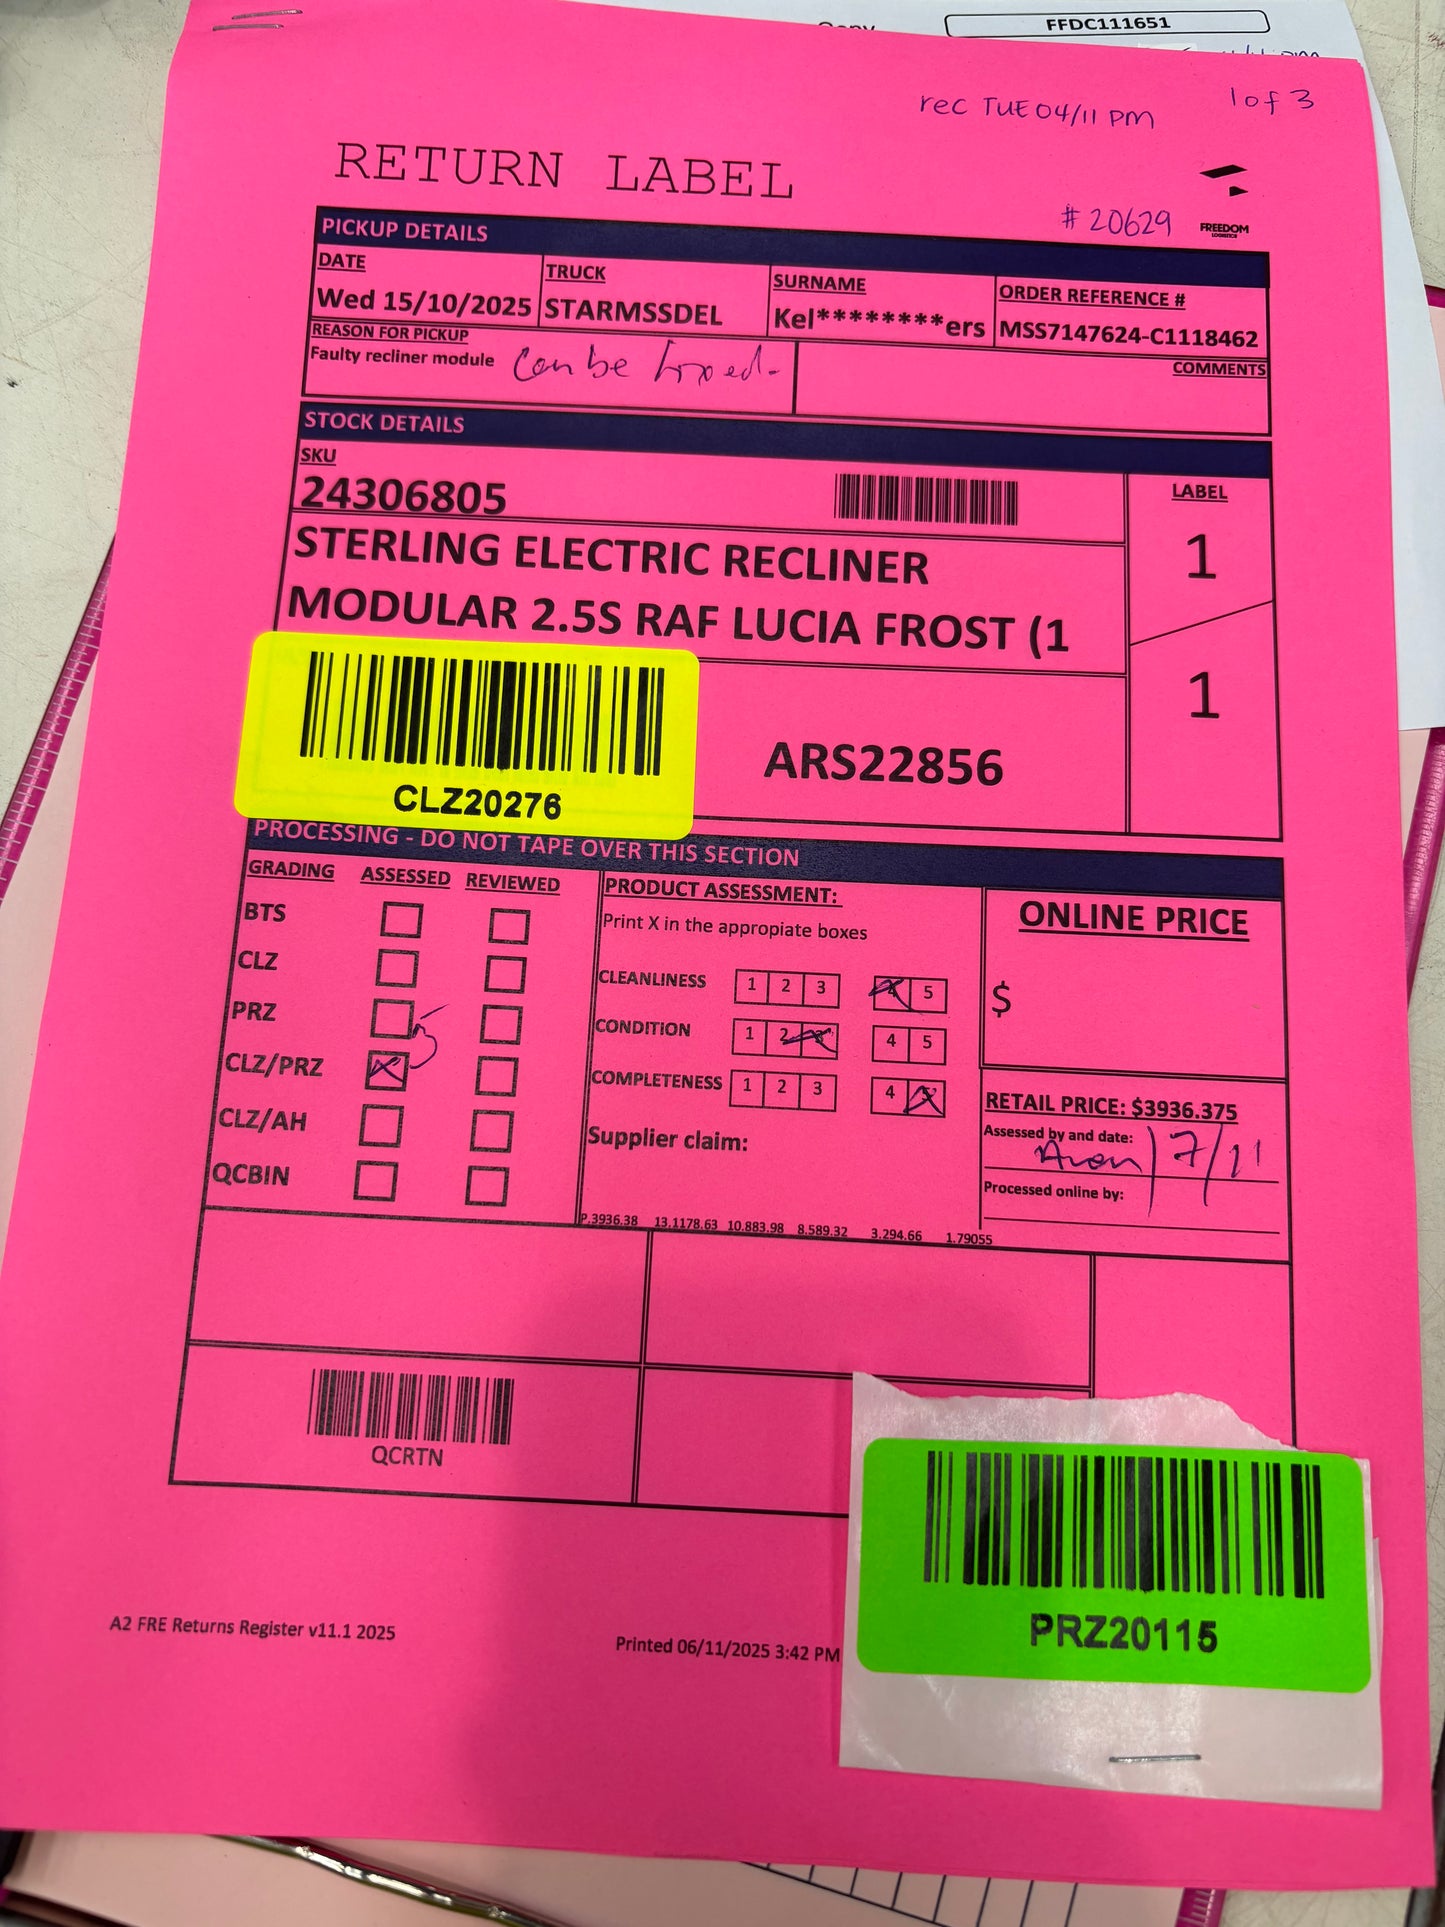 FFDC111651
rec TUE 04/11 PM
1 of 3
RETURN LABEL
# 20629
FREEDOM
LOGISTICS
PICKUP DETAILS
DATE TRUCK SURNAME ORDER REFERENCE #
Wed 15/10/2025 STARMSSDEL Kel********ers MSS7147624-C1118462
REASON FOR PICKUP
COMMENTS
Faulty recliner module Can be fixed.
STOCK DETAILS
SKU
LABEL
24306805
1
STERLING ELECTRIC RECLINER
MODULAR 2.5S RAF LUCIA FROST (1
1
ARS22856
CLZ20276
PROCESSING - DO NOT TAPE OVER THIS SECTION
GRADING ASSESSED REVIEWED PRODUCT ASSESSMENT: ONLINE PRICE
BTS
Print X in the appropiate boxes
CLZ
CLEANLINESS 1 2 3 4 5
$
PRZ
CONDITION 1 2 3 4 5
CLZ/PRZ X
COMPLETENESS 1 2 3 4 5
RETAIL PRICE: $3936.375
CLZ/AH
Supplier claim:
Assessed by and date:
7/11
QCBIN
Processed online by:
P.3936.38 13.1178.63 10.883.98 8.589.32 3.294.66 1.79055
QCRTN
PRZ20115
A2 FRE Returns Register v11.1 2025
Printed 06/11/2025 3:42 PM